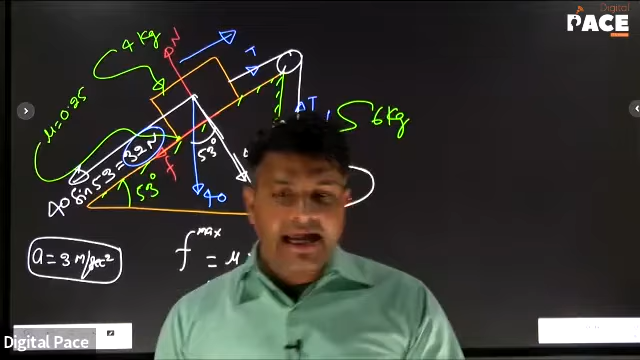 Digital
PACE
4 kg
N
T
μ=0.25
T
6 kg
40 sin 53 = 32 N
f
53°
53°
40
a = 3 m/sec²
f max
= μ
Digital Pace